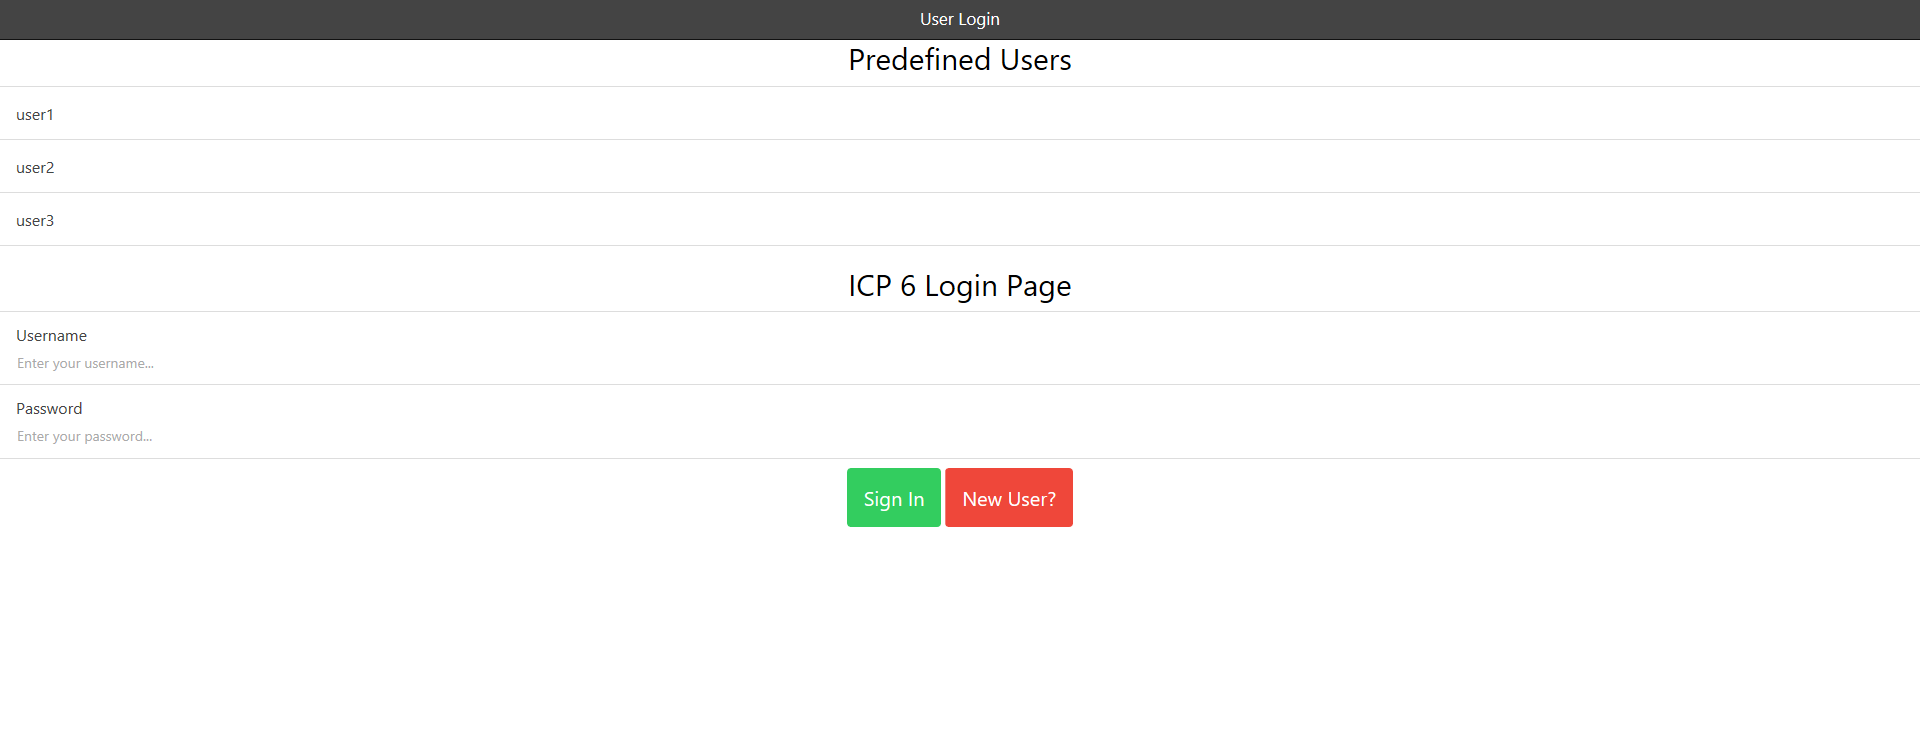 User Login
Predefined Users
user1
user2
user3
ICP 6 Login Page
Username
Enter your username...
Password
Enter your password...
Sign In New User?